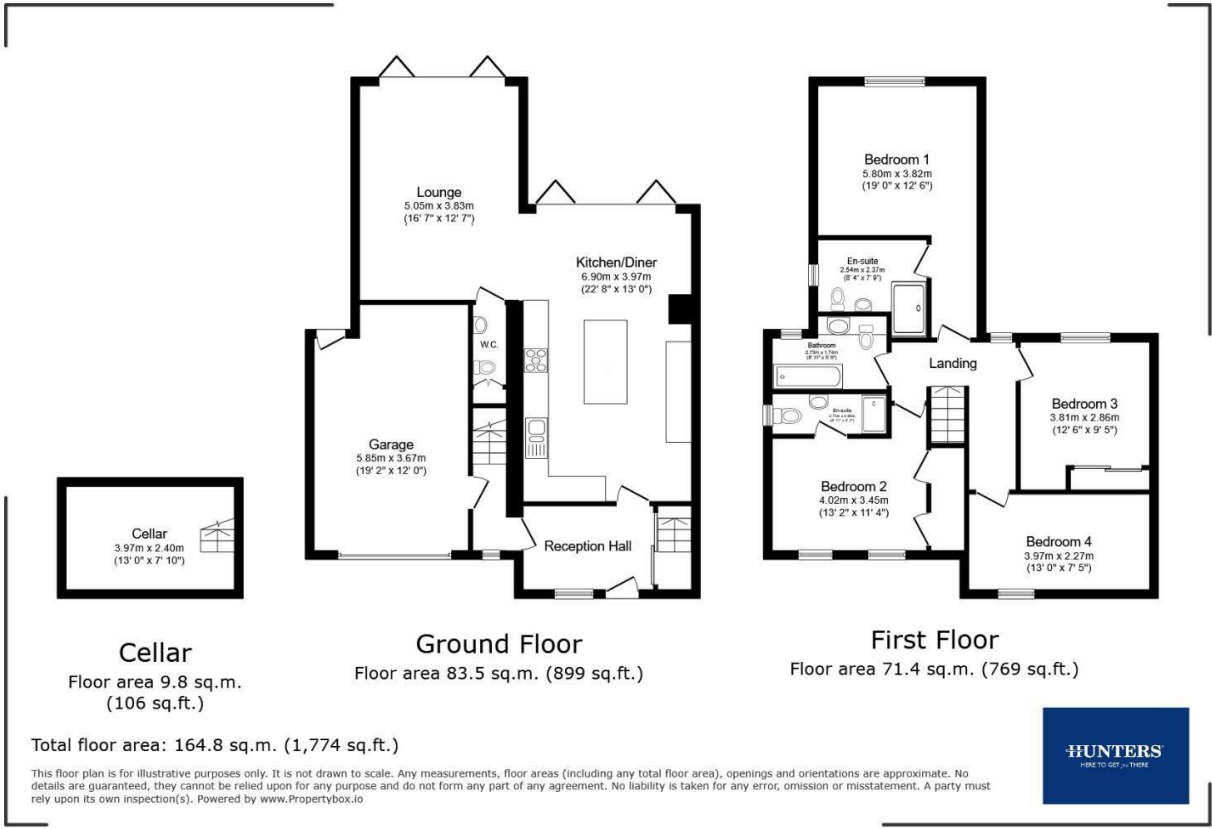 Lounge
5.05m x 3.83m
(16' 7" x 12' 7")
Kitchen/Diner
6.90m x 3.97m
(22' 8" x 13' 0")
W.C.
Garage
5.85m x 3.67m
(19' 2" x 12' 0")
Reception Hall
Cellar
3.97m x 2.40m
(13' 0" x 7' 10")
Bedroom 1
5.80m x 3.82m
(19' 0" x 12' 6")
En-suite
2.54m x 2.37m
(8' 4" x 7' 9")
Bathroom
2.73m x 1.74m
(8' 11" x 5' 9")
Landing
En-suite
Bedroom 3
3.81m x 2.86m
(12' 6" x 9' 5")
Bedroom 2
4.02m x 3.45m
(13' 2" x 11' 4")
Bedroom 4
3.97m x 2.27m
(13' 0" x 7' 5")
Cellar
Floor area 9.8 sq.m.
(106 sq.ft.)
Ground Floor
Floor area 83.5 sq.m. (899 sq.ft.)
First Floor
Floor area 71.4 sq.m. (769 sq.ft.)
Total floor area: 164.8 sq.m. (1,774 sq.ft.)
This floor plan is for illustrative purposes only. It is not drawn to scale. Any measurements, floor areas (including any total floor area), openings and orientations are approximate. No
details are guaranteed, they cannot be relied upon for any purpose and do not form any part of any agreement. No liability is taken for any error, omission or misstatement. A party must
rely upon its own inspection(s). Powered by www.Propertybox.io
HUNTERS
HERE TO GET you THERE